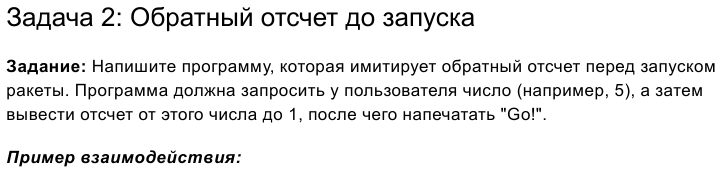 Задача 2: Обратный отсчет до запуска
Задание: Напишите программу, которая имитирует обратный отсчет перед запуском
ракеты. Программа должна запросить у пользователя число (например, 5), а затем
вывести отсчет от этого числа до 1, после чего напечатать "Go!".
Пример взаимодействия: